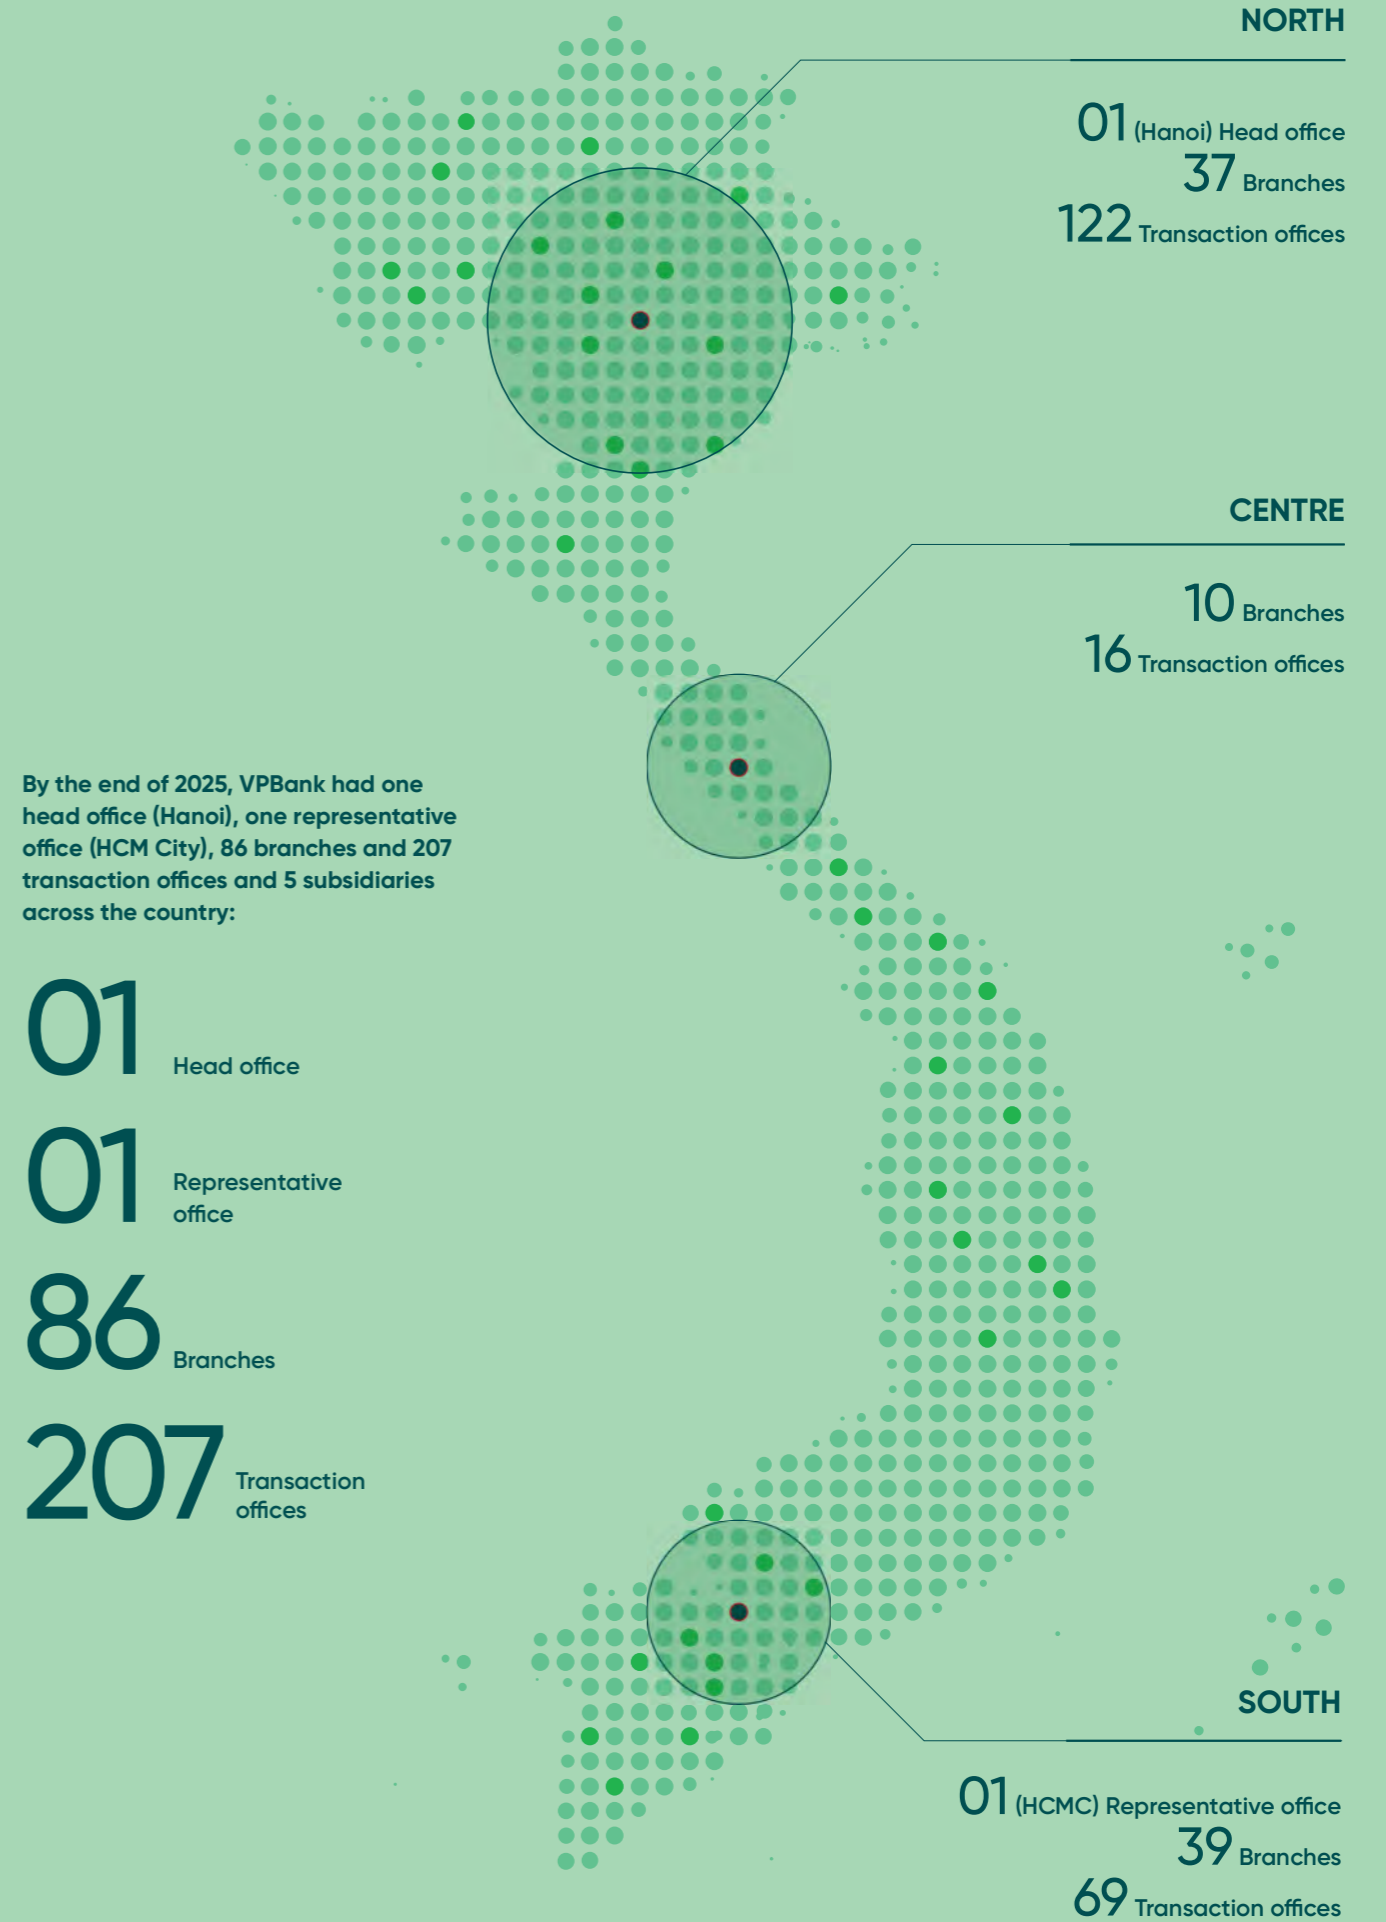 NORTH
01 (Hanoi) Head office
37 Branches
122 Transaction offices
CENTRE
10 Branches
16 Transaction offices
By the end of 2025, VPBank had one
head office (Hanoi), one representative
office (HCM City), 86 branches and 207
transaction offices and 5 subsidiaries
across the country:
01 Head office
01 Representative
office
86 Branches
207 Transaction
offices
SOUTH
01 (HCMC) Representative office
39 Branches
69 Transaction offices